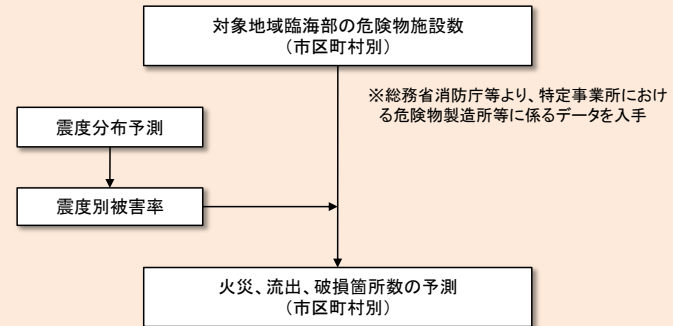 対象地域臨海部の危険物施設数
（市区町村別）
※総務省消防庁等より、特定事業所におけ
る危険物製造所等に係るデータを入手
震度分布予測
震度別被害率
火災、流出、破損箇所数の予測
（市区町村別）